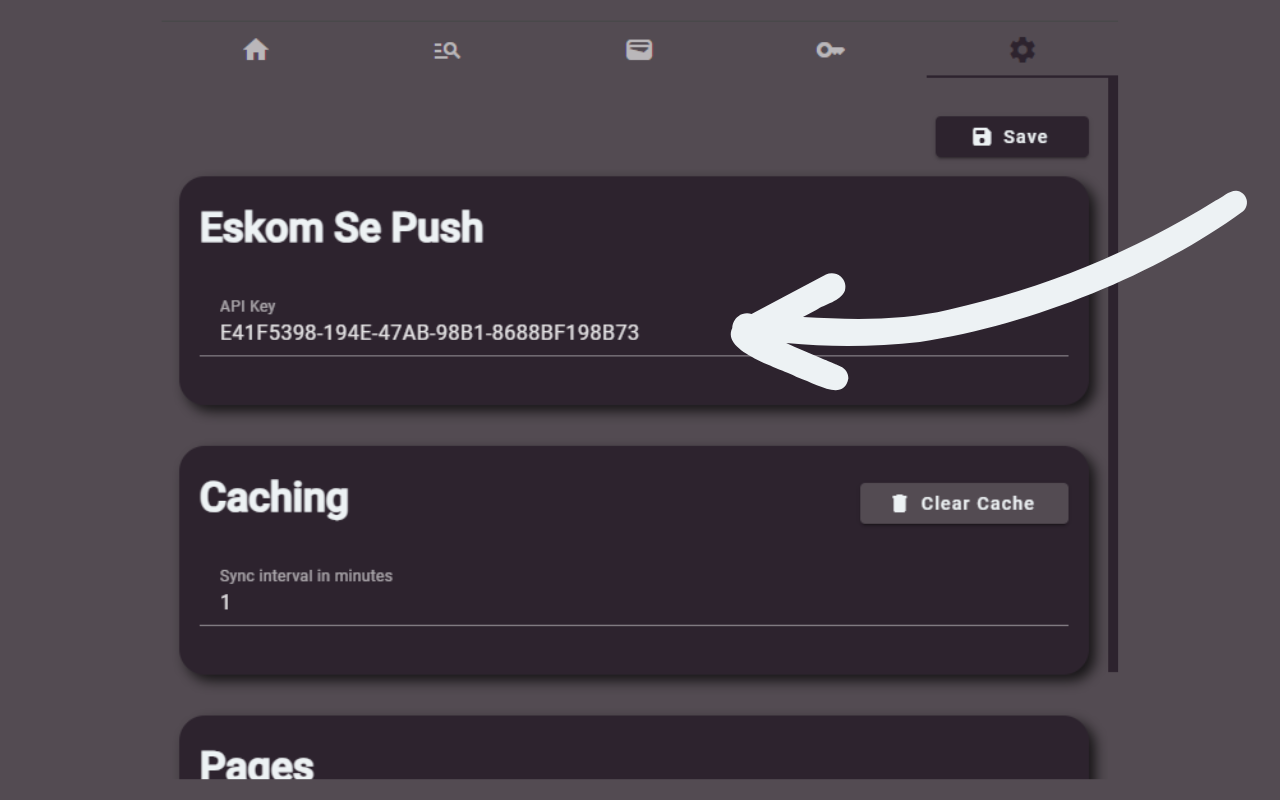 Save
Eskom Se Push
API Key
E41F5398-194E-47AB-98B1-8688BF198B73
Caching
Clear Cache
Sync interval in minutes
1
Pages